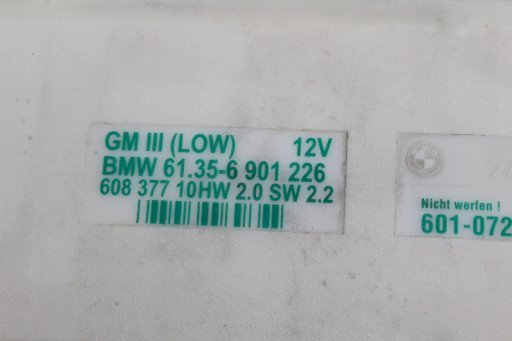 GM III (LOW) 12V
BMW 61.35-6 901 226
608 377 10HW 2.0 SW 2.2
Nicht werfen !
601-072